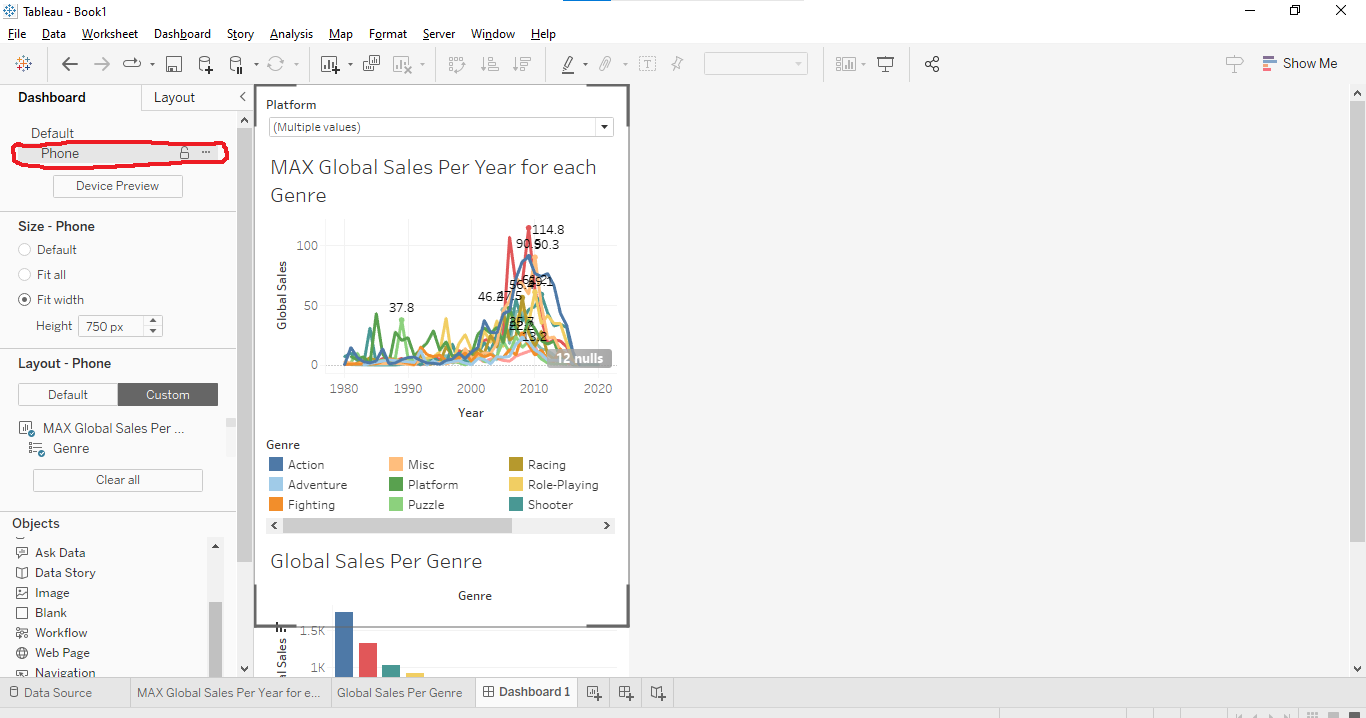 Tableau - Book1
File Data Worksheet Dashboard Story Analysis Map Format Server Window Help
Show Me
Dashboard Layout
Default
Phone
Device Preview
Size - Phone
Default
Fit all
Fit width
Height 750 px
Layout - Phone
Default Custom
MAX Global Sales Per ...
Genre
Clear all
Objects
Ask Data
Data Story
Image
Blank
Workflow
Web Page
Navigation
Platform
(Multiple values)
MAX Global Sales Per Year for each
Genre
Global Sales
100
50
0
114.8
90.3
37.8
13.2
12 nulls
1980 1990 2000 2010 2020
Year
Genre
Action Misc Racing
Adventure Platform Role-Playing
Fighting Puzzle Shooter
Global Sales Per Genre
Genre
1.5K
1K
Sales
Data Source MAX Global Sales Per Year for e... Global Sales Per Genre Dashboard 1